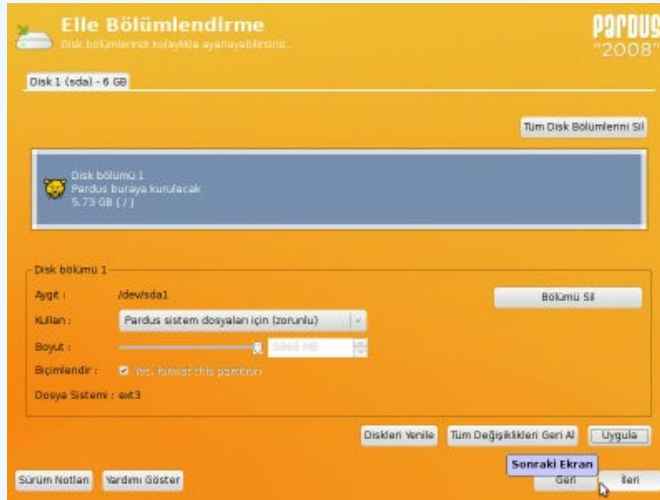 Elle Bölümlendirme
Disk bölümlerinizi kolaylıkla ayarlayabilirsiniz.
PARDUS
"2008"
Disk 1 (sda) - 6 GB
Tüm Disk Bölümlerini Sil
Disk bölümü 1
Pardus buraya kurulacak
5.73 GB [ / ]
Disk bölümü 1
Aygıt : /dev/sda1
Bölümü Sil
Kullan : Pardus sistem dosyaları için (zorunlu)
Boyut : MB
Biçimlendir : Yes, format this partition
Dosya Sistemi : ext3
Diskleri Yenile Tüm Değişiklikleri Geri Al Uygula
Sonraki Ekran
Sürüm Notları Yardımı Göster Geri İleri